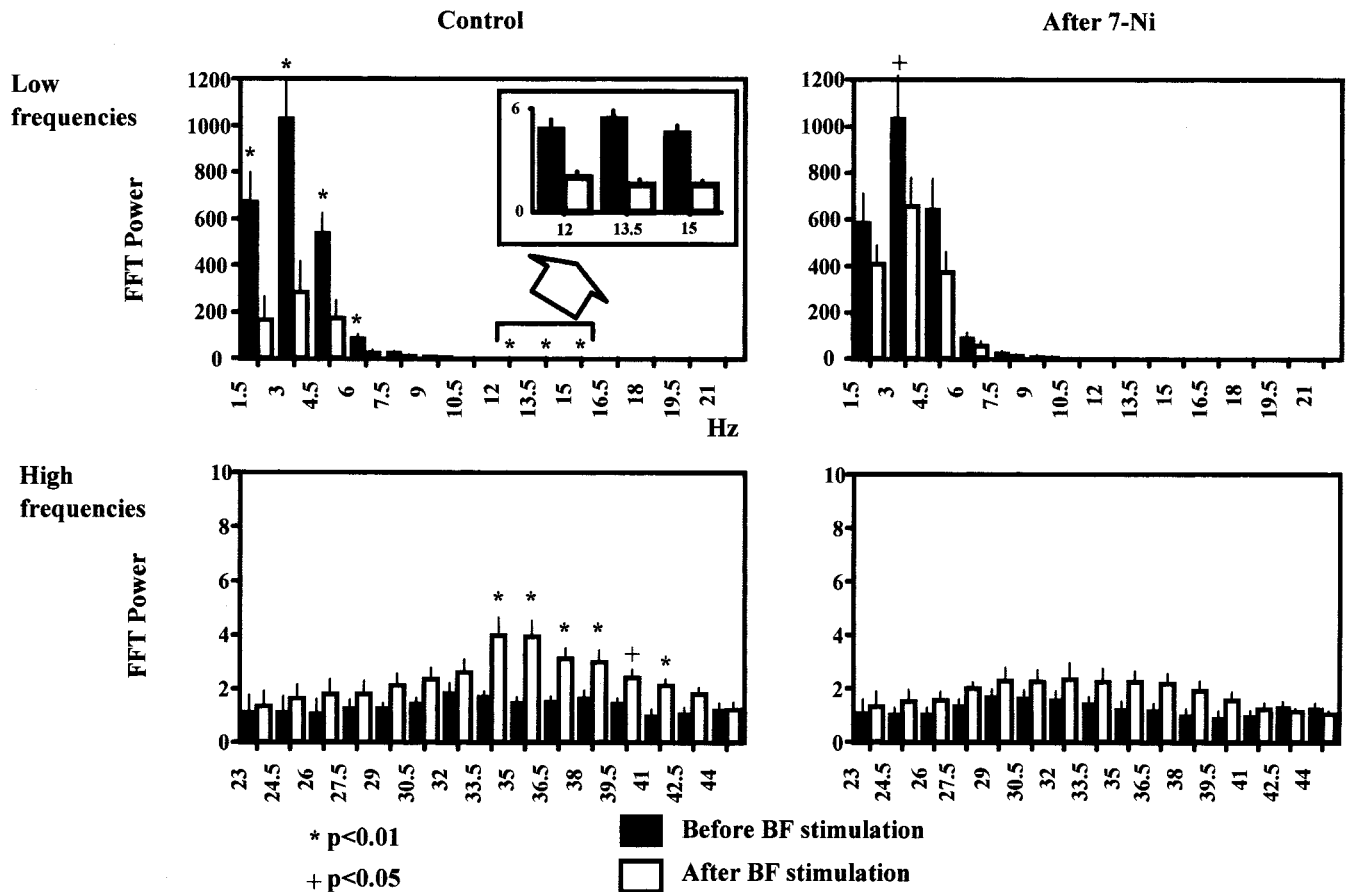 Control
After 7-Ni
Low
frequencies
FFT Power
1200
1000
800
600
400
200
0
* * * *
* * *
6
0
12 13.5 15
1.5 3 4.5 6 7.5 9 10.5 12 13.5 15 16.5 18 19.5 21
Hz
1200
1000
800
600
400
200
0
+
1.5 3 4.5 6 7.5 9 10.5 12 13.5 15 16.5 18 19.5 21
High
frequencies
FFT Power
10
8
6
4
2
0
* * * * + *
23 24.5 26 27.5 29 30.5 32 33.5 35 36.5 38 39.5 41 42.5 44
10
8
6
4
2
0
23 24.5 26 27.5 29 30.5 32 33.5 35 36.5 38 39.5 41 42.5 44
* p<0.01
+ p<0.05
Before BF stimulation
After BF stimulation